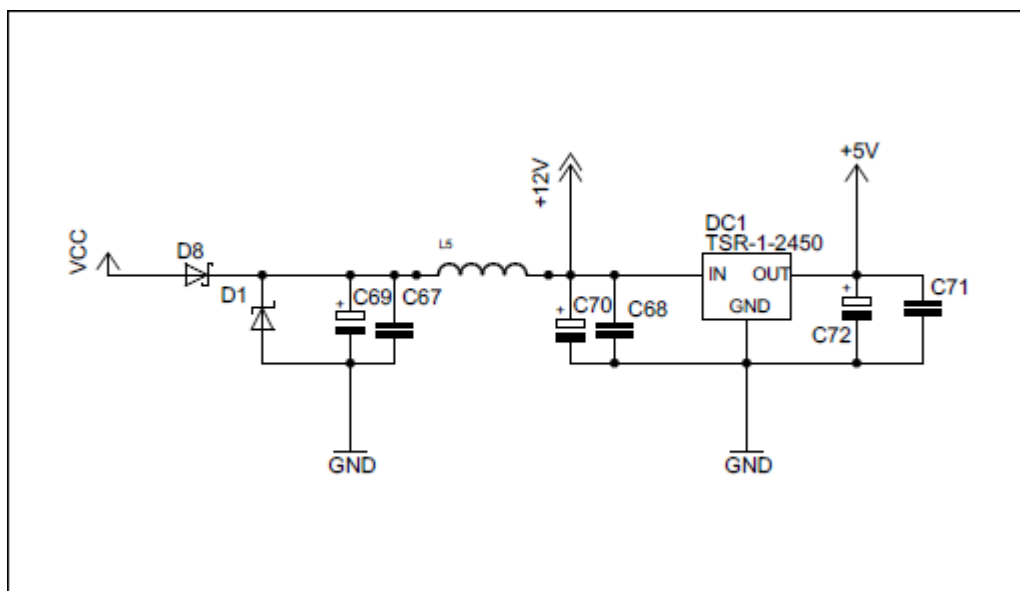 +5V
+12V
DC1
TSR-1-2450
VCC
D8
L5
IN OUT
GND
D1
C69
C67
C70
C68
C72
C71
+
+
+
GND
GND